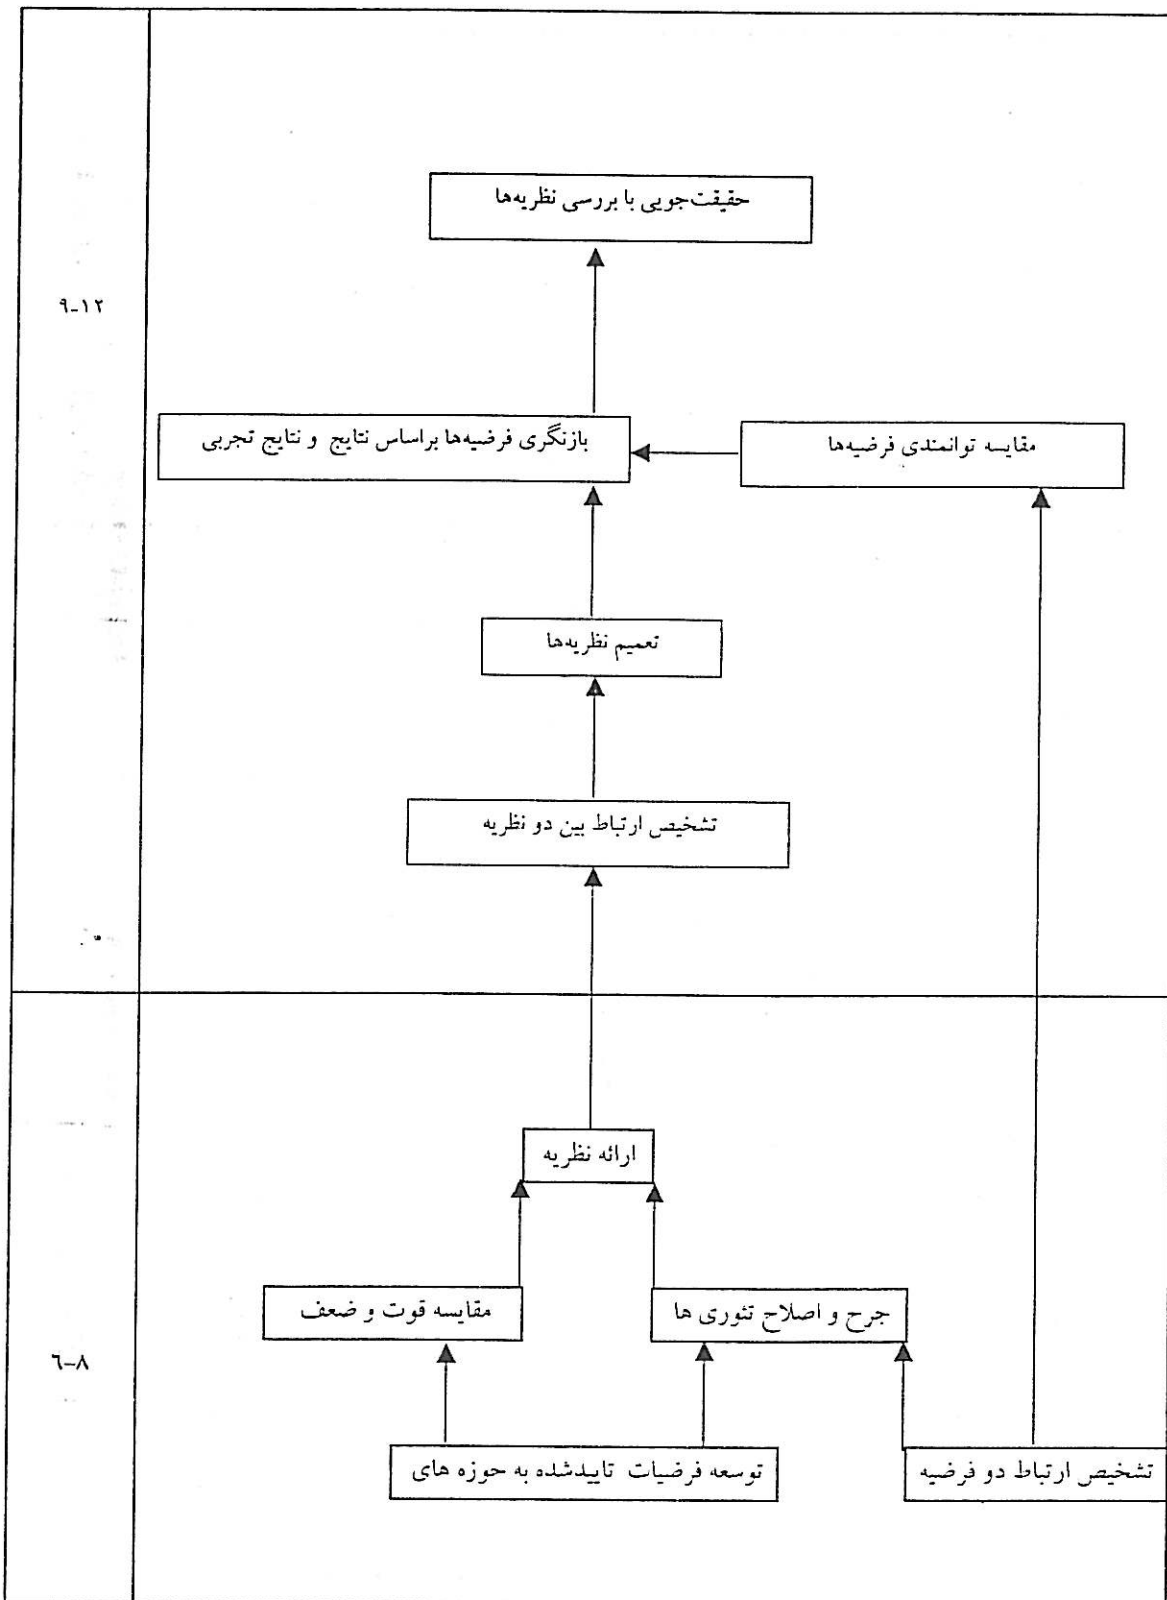 حقیقت‌جویی با بررسی نظریه‌ها
۹-۱۲
مقایسه توانمندی فرضیه‌ها
بازنگری فرضیه‌ها براساس نتایج و نتایج تجربی
تعمیم نظریه‌ها
تشخیص ارتباط بین دو نظریه
ارائه نظریه
جرح و اصلاح تئوری ها
مقایسه قوت و ضعف
۶-۸
تشخیص ارتباط دو فرضیه
توسعه فرضیات تاییدشده به حوزه های